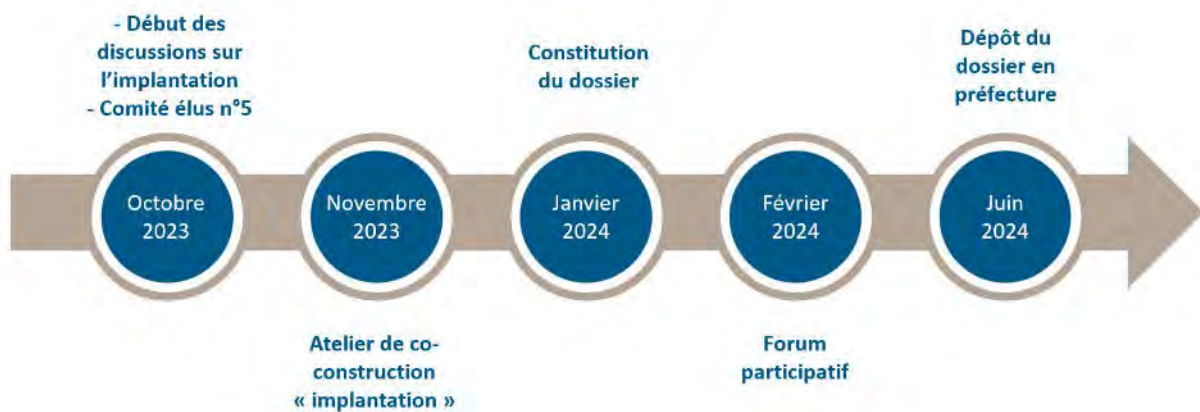 - Début des
discussions sur
l’implantation
- Comité élus n°5
Constitution
du dossier
Dépôt du
dossier en
préfecture
Octobre
2023
Novembre
2023
Janvier
2024
Février
2024
Juin
2024
Atelier de co-
construction
« implantation »
Forum
participatif